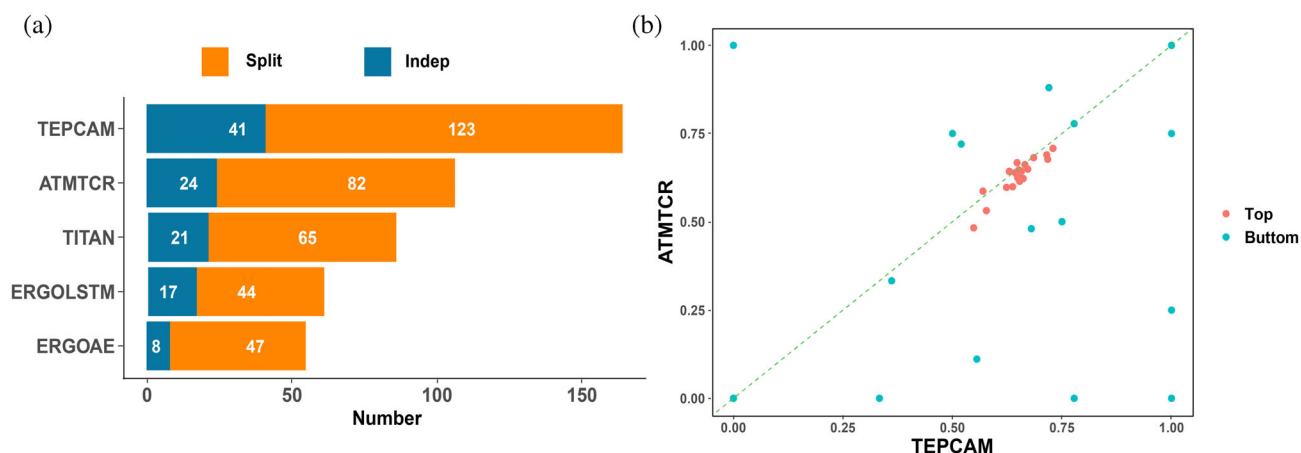 (a)
Split
Indep
TEPCAM
41
123
ATMTCR
24
82
TITAN
21
65
ERGOLSTM
17
44
ERGOAE
8
47
0
50
100
150
Number
(b)
1.00
0.75
0.50
0.25
0.00
ATMTCR
0.00
0.25
0.50
0.75
1.00
TEPCAM
Top
Buttom